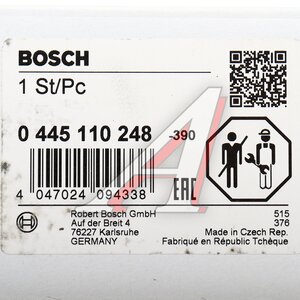 BOSCH
1 St/Pc
0 445 110 248 -390
4 047024 094338
EAC
Robert Bosch GmbH
Auf der Breit 4
76227 Karlsruhe
GERMANY
515
376
Made in Czech Rep.
Fabriqué en République Tchèque